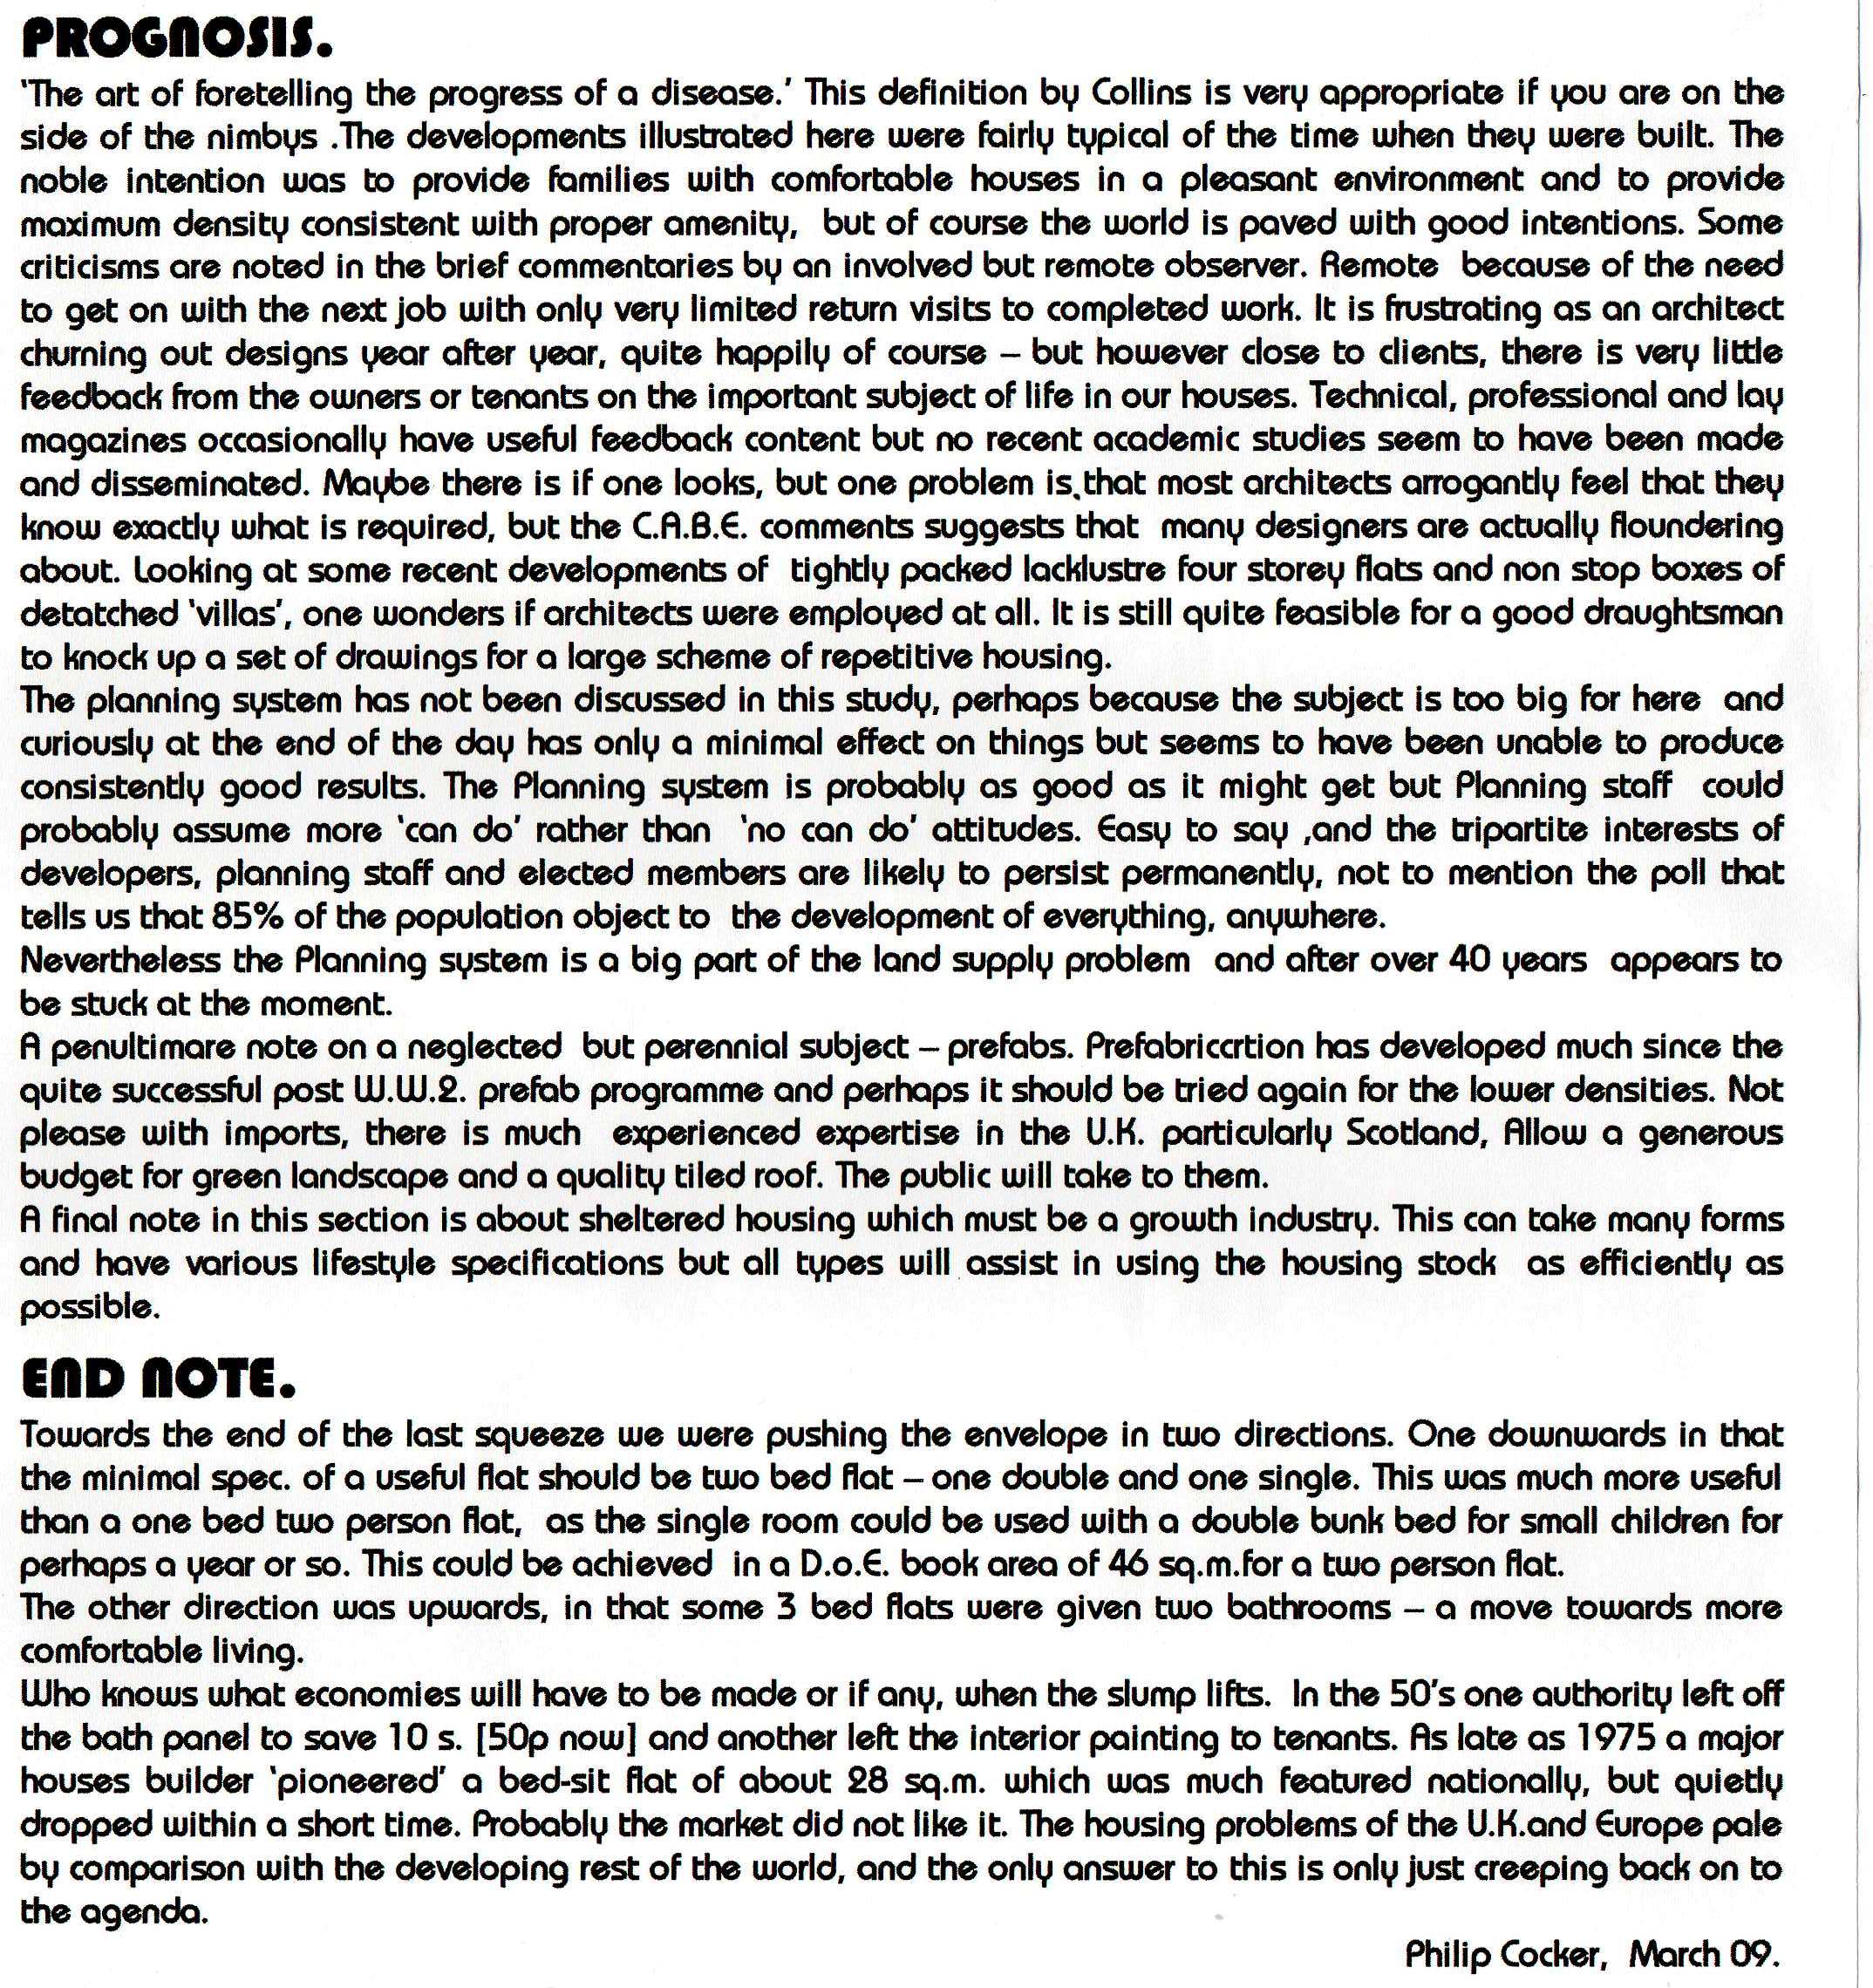 PROGNOSIS.
'The art of foretelling the progress of a disease.' This definition by Collins is very appropriate if you are on the
side of the nimbys .The developments illustrated here were fairly typical of the time when they were built. The
noble intention was to provide families with comfortable houses in a pleasant environment and to provide
maximum density consistent with proper amenity, but of course the world is paved with good intentions. Some
criticisms are noted in the brief commentaries by an involved but remote observer. Remote because of the need
to get on with the next job with only very limited return visits to completed work. It is frustrating as an architect
churning out designs year after year, quite happily of course – but however close to clients, there is very little
feedback from the owners or tenants on the important subject of life in our houses. Technical, professional and lay
magazines occasionally have useful feedback content but no recent academic studies seem to have been made
and disseminated. Maybe there is if one looks, but one problem is,that most architects arrogantly feel that they
know exactly what is required, but the C.A.B.E. comments suggests that many designers are actually floundering
about. Looking at some recent developments of tightly packed lacklustre four storey flats and non stop boxes of
detatched 'villas', one wonders if architects were employed at all. It is still quite feasible for a good draughtsman
to knock up a set of drawings for a large scheme of repetitive housing.
The planning system has not been discussed in this study, perhaps because the subject is too big for here and
curiously at the end of the day has only a minimal effect on things but seems to have been unable to produce
consistently good results. The Planning system is probably as good as it might get but Planning staff could
probably assume more 'can do' rather than 'no can do' attitudes. Easy to say ,and the tripartite interests of
developers, planning staff and elected members are likely to persist permanently, not to mention the poll that
tells us that 85% of the population object to the development of everything, anywhere.
Nevertheless the Planning system is a big part of the land supply problem and after over 40 years appears to
be stuck at the moment.
A penultimare note on a neglected but perennial subject – prefabs. Prefabriccrtion has developed much since the
quite successful post W.W.2. prefab programme and perhaps it should be tried again for the lower densities. Not
please with imports, there is much experienced expertise in the U.K. particularly Scotland, Allow a generous
budget for green landscape and a quality tiled roof. The public will take to them.
A final note in this section is about sheltered housing which must be a growth industry. This can take many forms
and have various lifestyle specifications but all types will assist in using the housing stock as efficiently as
possible.
END NOTE.
Towards the end of the last squeeze we were pushing the envelope in two directions. One downwards in that
the minimal spec. of a useful flat should be two bed flat – one double and one single. This was much more useful
than a one bed two person flat, as the single room could be used with a double bunk bed for small children for
perhaps a year or so. This could be achieved in a D.o.E. book area of 46 sq.m.for a two person flat.
The other direction was upwards, in that some 3 bed flats were given two bathrooms – a move towards more
comfortable living.
Who knows what economies will have to be made or if any, when the slump lifts. In the 50's one authority left off
the bath panel to save 10 s. [50p now] and another left the interior painting to tenants. As late as 1975 a major
houses builder 'pioneered' a bed-sit flat of about 28 sq.m. which was much featured nationally, but quietly
dropped within a short time. Probably the market did not like it. The housing problems of the U.K.and Europe pale
by comparison with the developing rest of the world, and the only answer to this is only just creeping back on to
the agenda.
Philip Cocker, March 09.